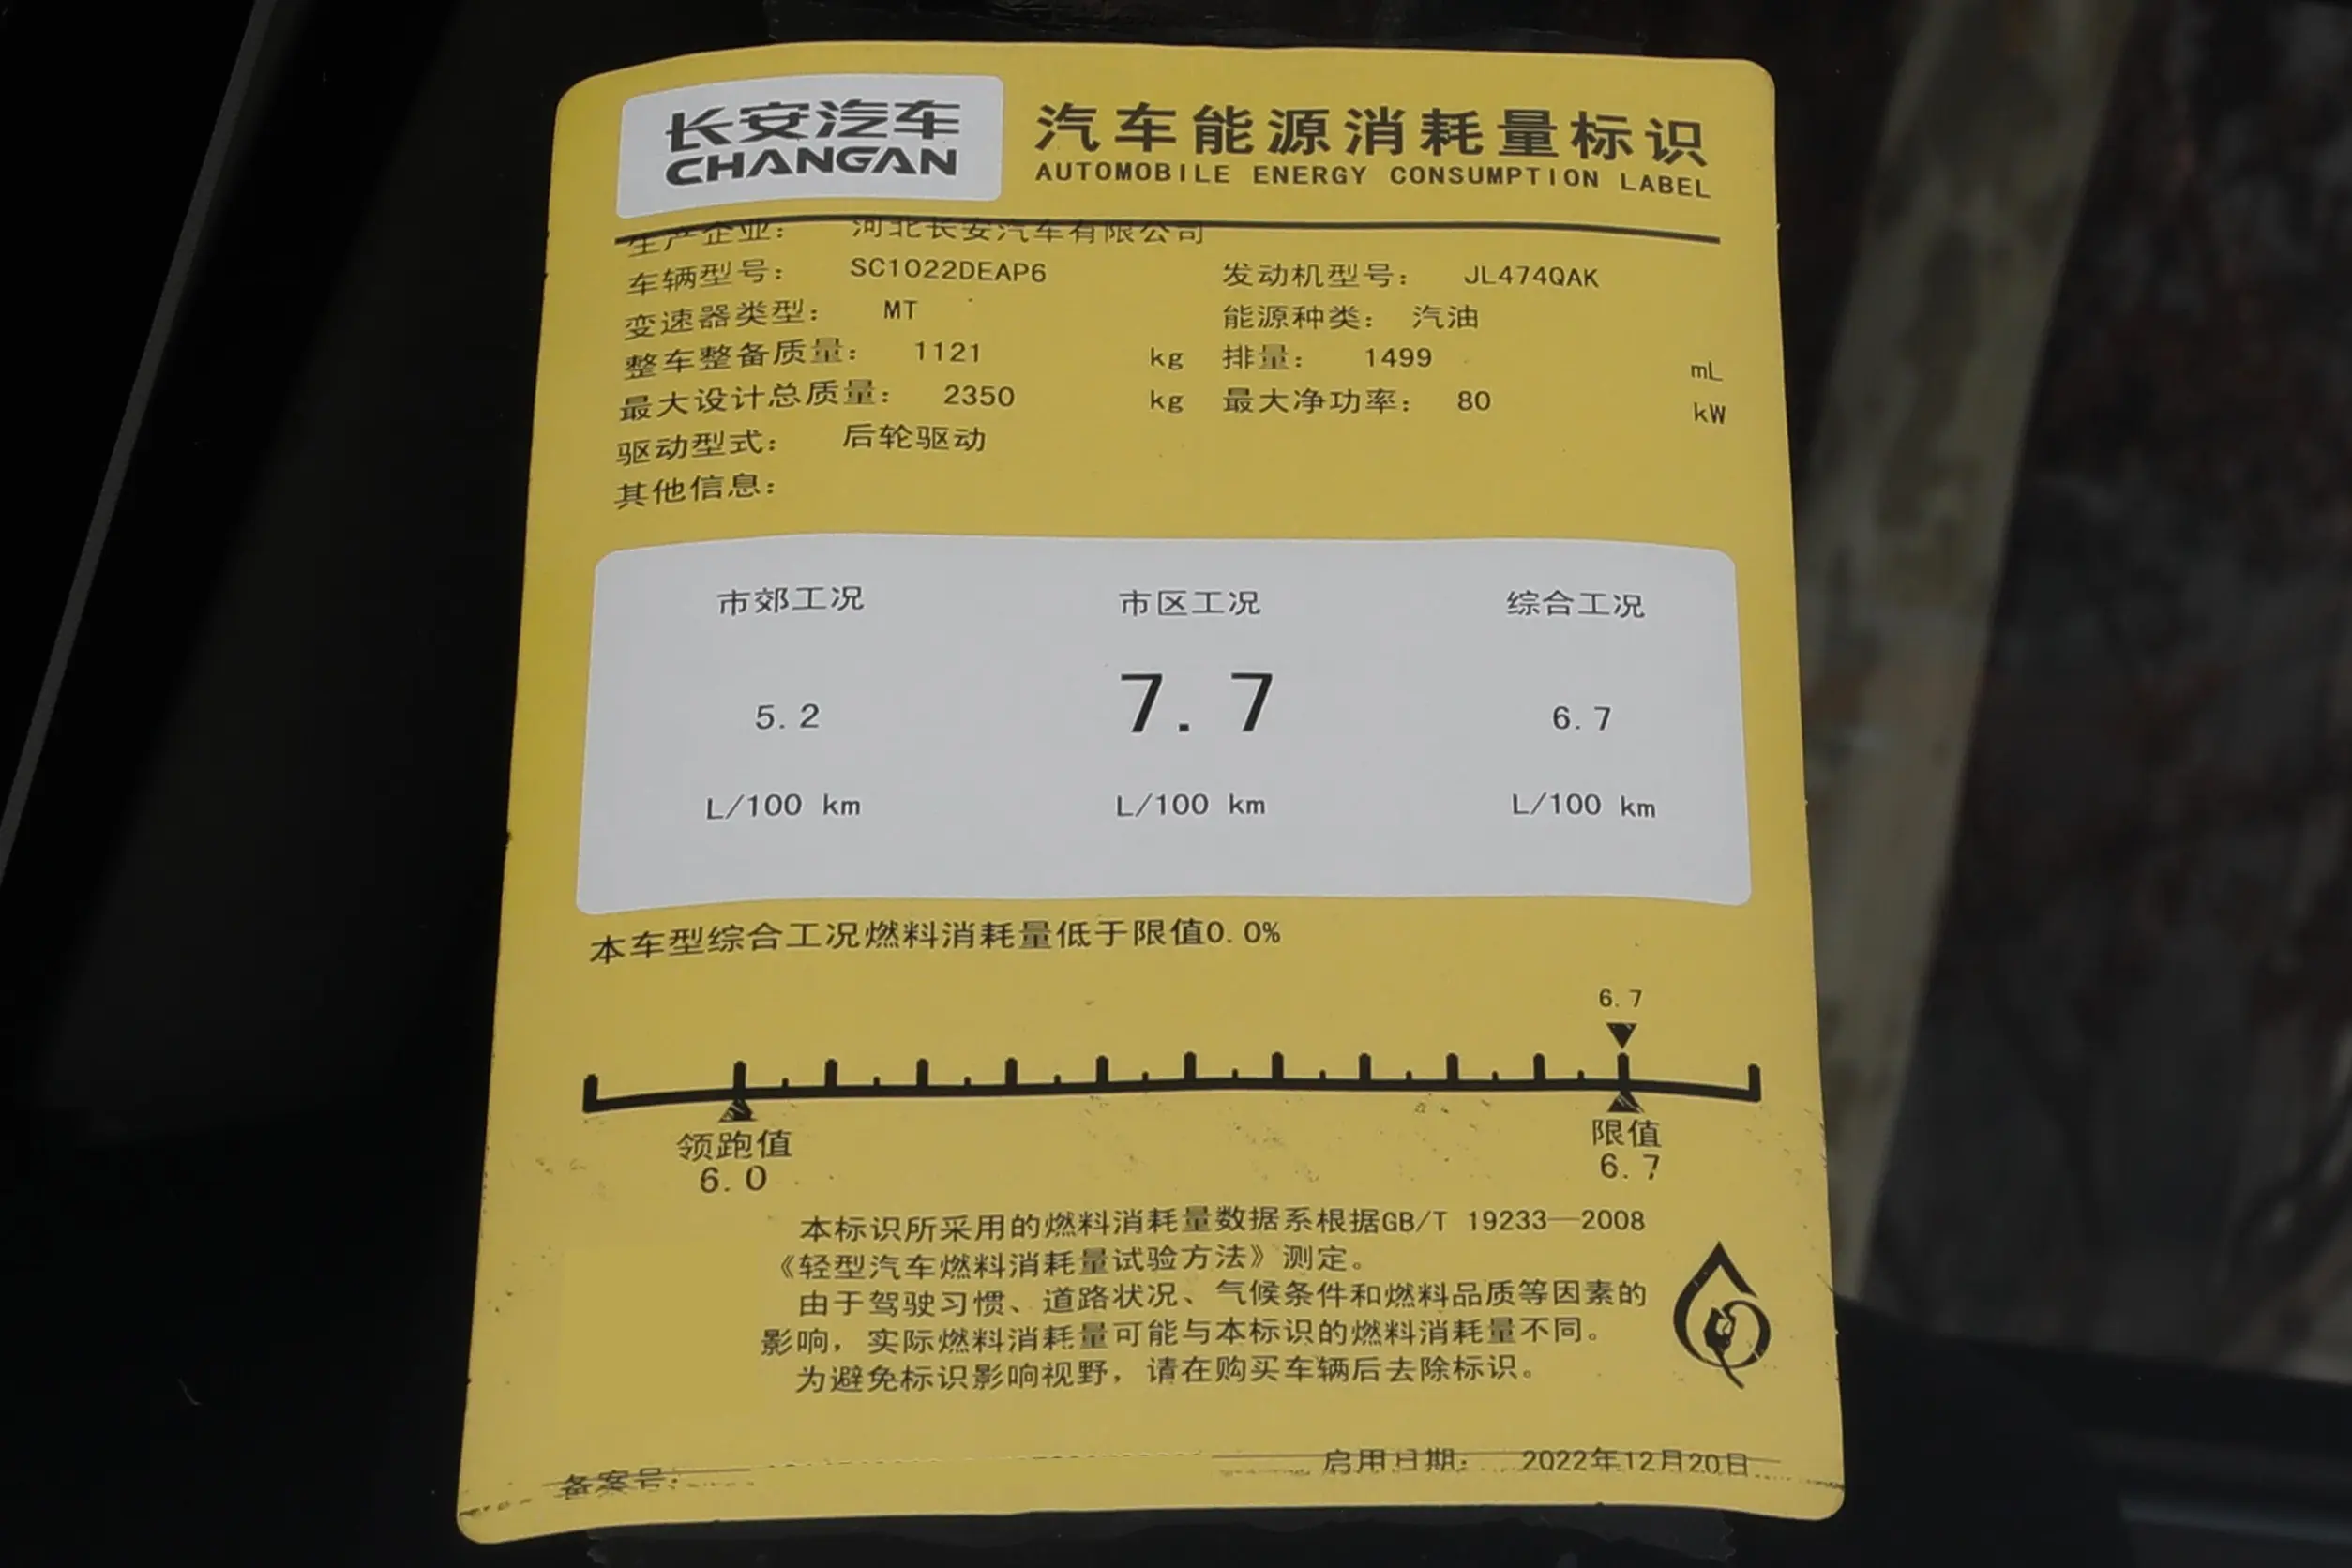 长安汽车
CHANGAN
汽车能源消耗量标识
AUTOMOBILE ENERGY CONSUMPTION LABEL
生产企业： 河北长安汽车有限公司
车辆型号： SC1022DEAP6 发动机型号： JL474QAK
变速器类型： MT 能源种类： 汽油
整车整备质量： 1121 kg 排量： 1499 mL
最大设计总质量： 2350 kg 最大净功率： 80 kW
驱动型式： 后轮驱动
其他信息：
市郊工况 市区工况 综合工况
5.2 7.7 6.7
L/100 km L/100 km L/100 km
本车型综合工况燃料消耗量低于限值0.0%
6.7
领跑值 限值
6.0 6.7
本标识所采用的燃料消耗量数据系根据GB/T 19233—2008
《轻型汽车燃料消耗量试验方法》测定。
由于驾驶习惯、道路状况、气候条件和燃料品质等因素的
影响，实际燃料消耗量可能与本标识的燃料消耗量不同。
为避免标识影响视野，请在购买车辆后去除标识。
备案号： 启用日期： 2022年12月20日